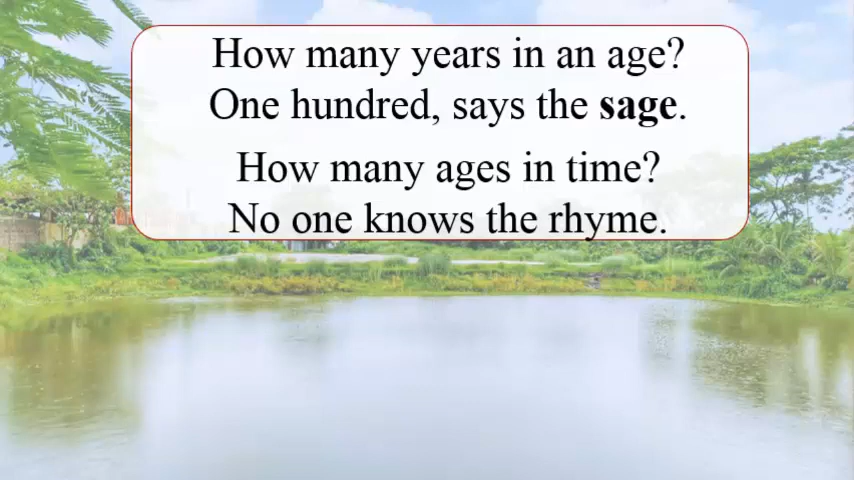 How many years in an age?
One hundred, says the sage.
How many ages in time?
No one knows the rhyme.